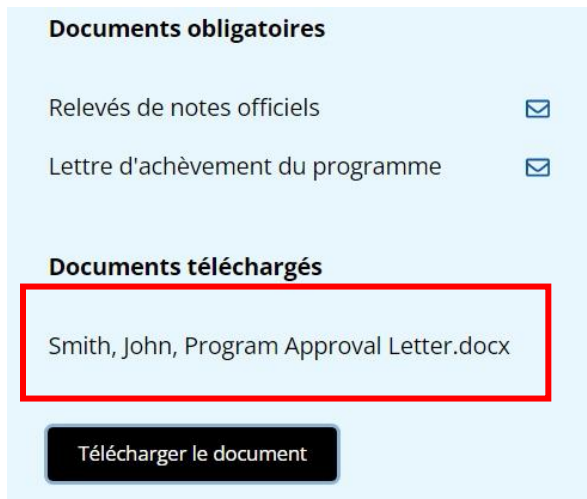 Documents obligatoires
Relevés de notes officiels
Lettre d'achèvement du programme
Documents téléchargés
Smith, John, Program Approval Letter.docx
Télécharger le document